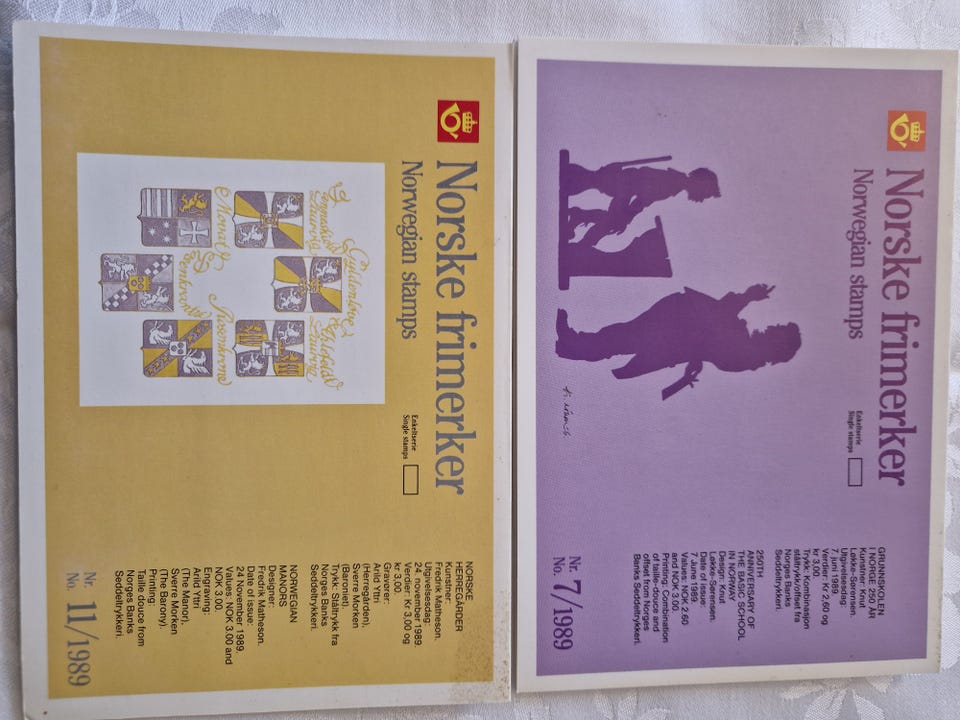 Norske frimerker
Norwegian stamps
Enkeltserie
Single stamps
NORSKE
HERREGÅRDER
Kunstner:
Fredrik Matheson.
Utgivelsesdag:
24. november 1989.
Verdier: Kr 3,00 og
kr 3,00.
Gravører:
Arild Yttri
(Herregården).
Sverre Morken
(Baroniet).
Trykk: Ståltrykk fra
Norges Banks
Seddeltrykkeri.
NORWEGIAN
MANORS
Designer:
Fredrik Matheson.
Date of issue:
24 November 1989.
Values: NOK 3.00 and
NOK 3.00.
Engraving:
Arild Yttri
(The Manor).
Sverre Morken
(The Barony).
Printing:
Taille douce from
Norges Banks
Seddeltrykkeri.
Nr.
No. 11/1989
Norske frimerker
Norwegian stamps
Enkeltserie
Single stamps
GRUNNSKOLEN
I NORGE 250 ÅR
Kunstner: Knut
Løkke-Sørensen.
Utgivelsesdag:
7. juni 1989.
Verdier: kr 2,60 og
kr 3,00.
Trykk: Kombinasjon
ståltrykk/offset fra
Norges Banks
Seddeltrykkeri.
250TH
ANNIVERSARY OF
THE BASIC SCHOOL
IN NORWAY
Design: Knut
Løkke-Sørensen.
Date of issue:
7. June 1989.
Values: NOK 2.60
and NOK 3.00
Printing: Combination
of taille-douce and
offset from Norges
Banks Seddeltrykkeri.
Nr.
No. 7/1989